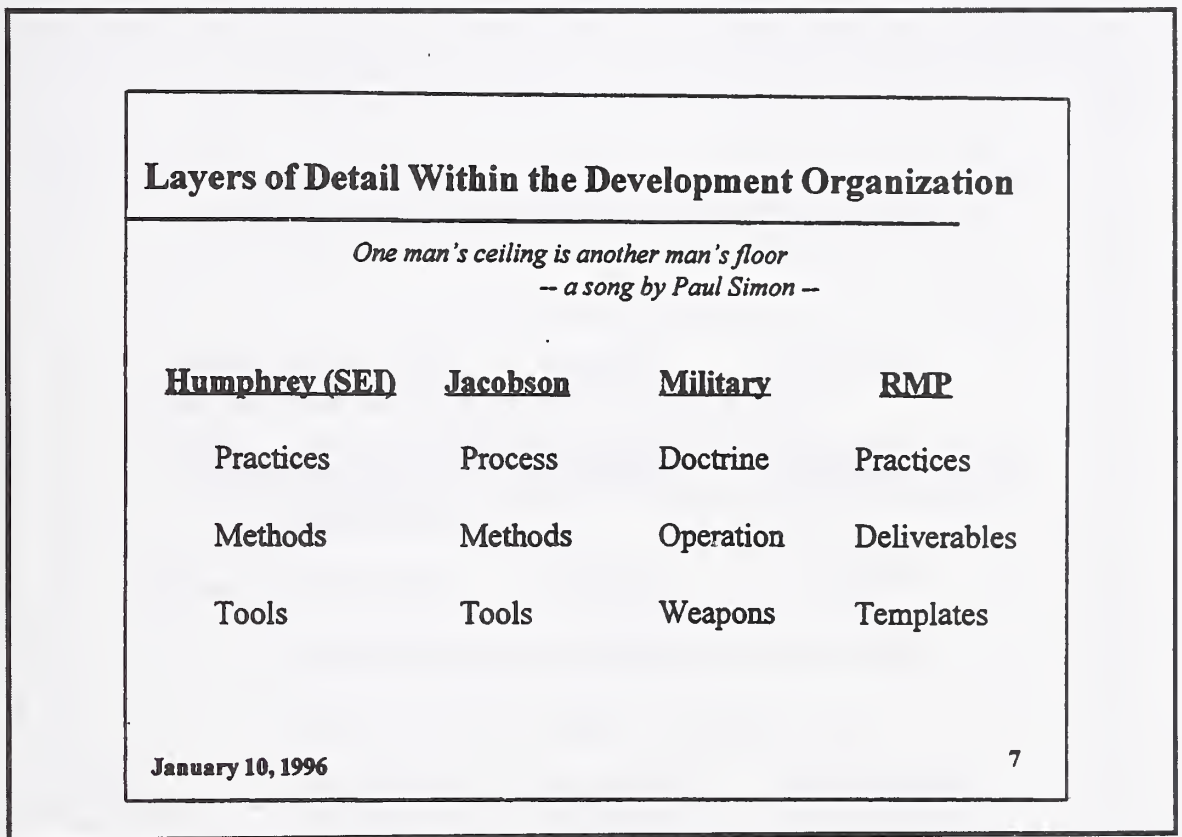 Layers of Detail Within the Development Organization
One man's ceiling is another man's floor
-- a song by Paul Simon --
Humphrey (SEI) Jacobson Military RMP
Practices Process Doctrine Practices
Methods Methods Operation Deliverables
Tools Tools Weapons Templates
January 10, 1996 7